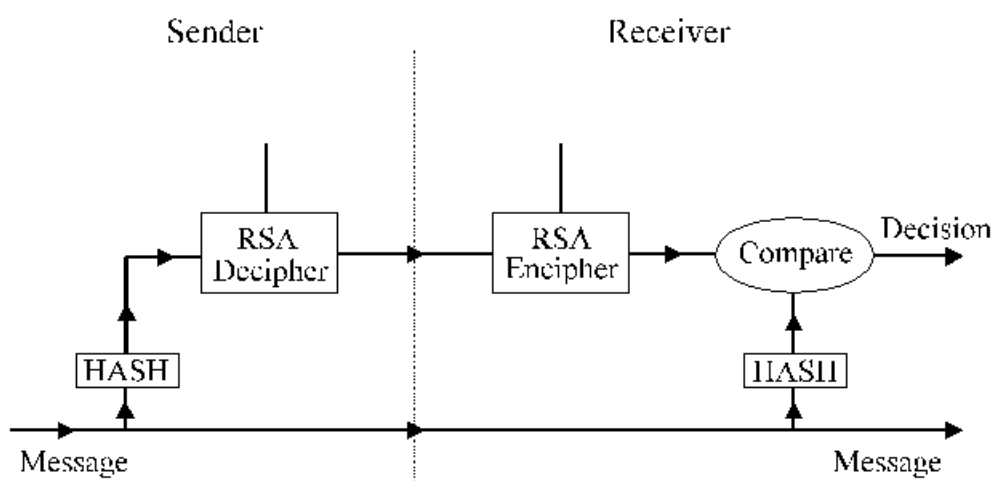 Sender
Receiver
RSA
Decipher
RSA
Encipher
Compare
Decision
HASH
HASH
Message
Message